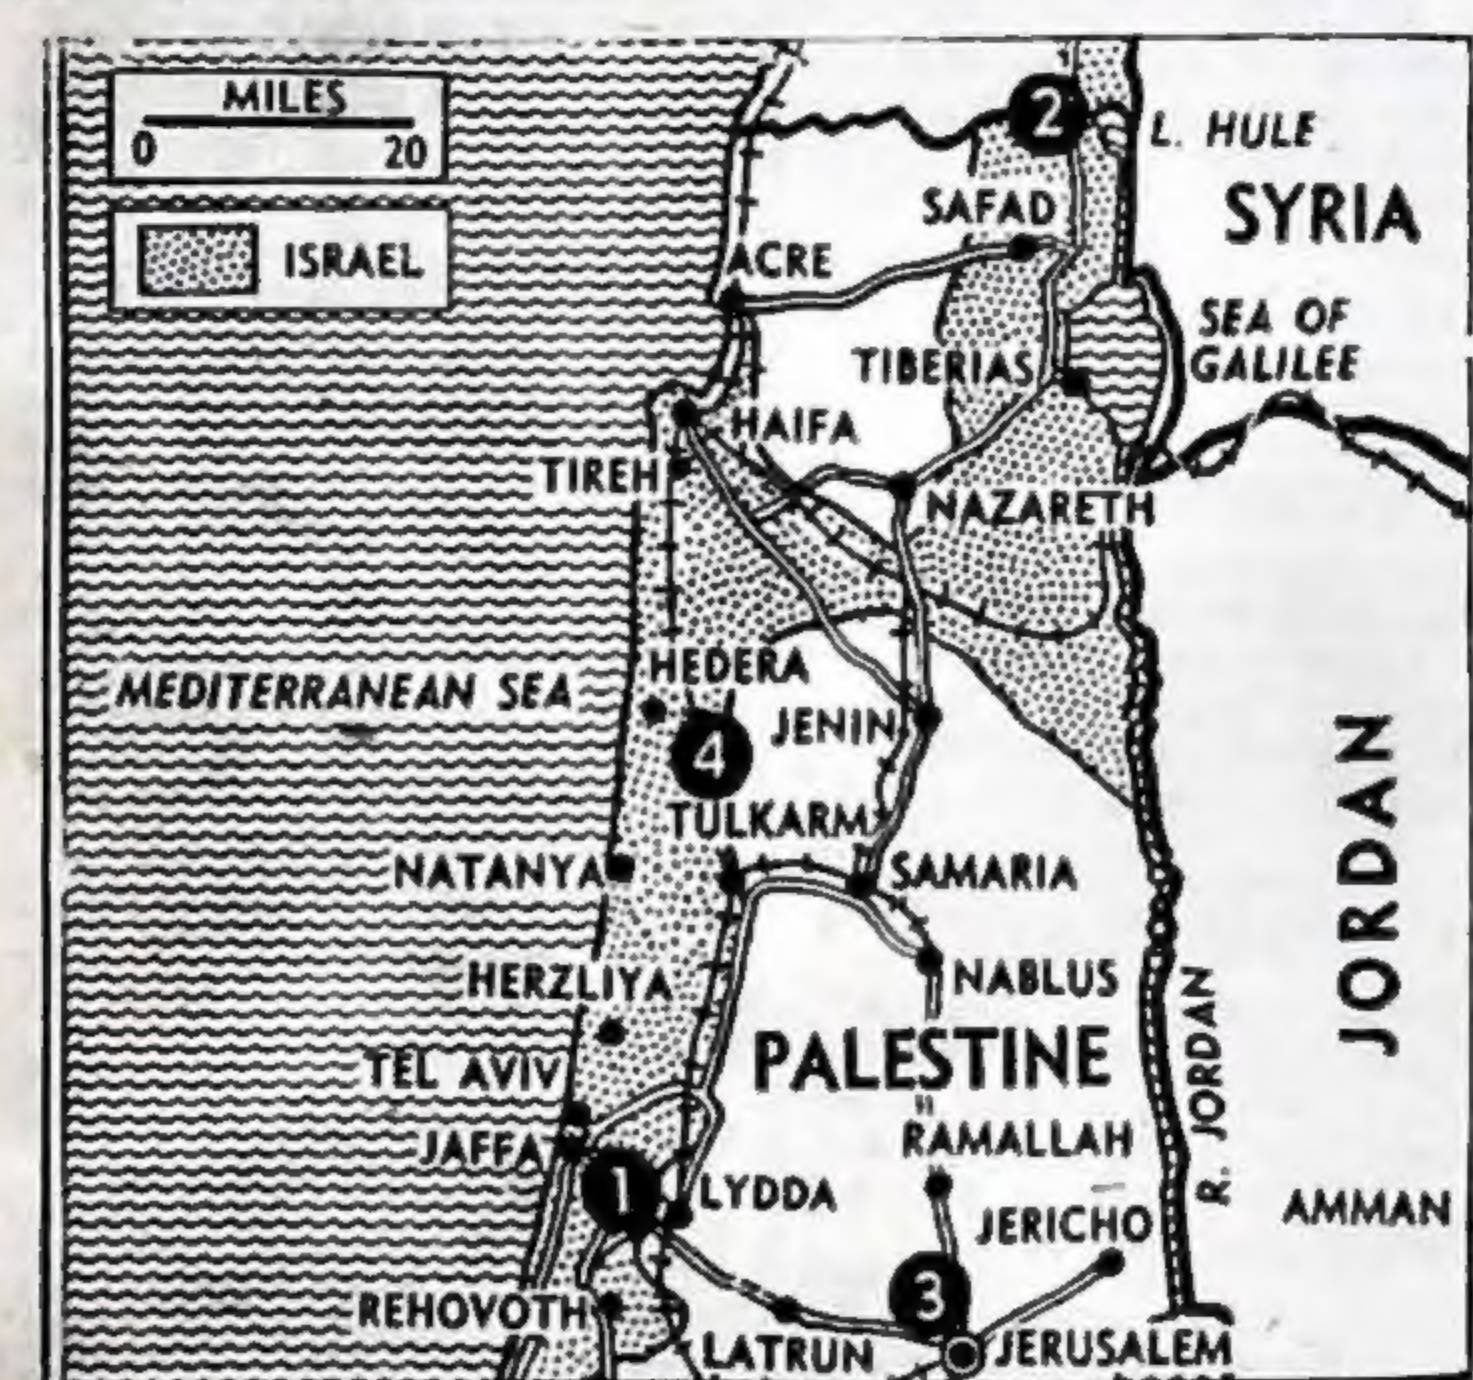 MILES
0 20
ISRAEL
2
L. HULE
SAFAD
SYRIA
ACRE
SEA OF
GALILEE
TIBERIAS
HAIFA
TIREH
NAZARETH
HEDERA
MEDITERRANEAN SEA
JENIN
4
TULKARM
NATANYA
SAMARIA
JORDAN
HERZLIYA
NABLUS
PALESTINE
TEL AVIV
R. JORDAN
JAFFA
RAMALLAH
1
LYDDA
JERICHO
AMMAN
3
REHOVOTH
LATRUN
JERUSALEM